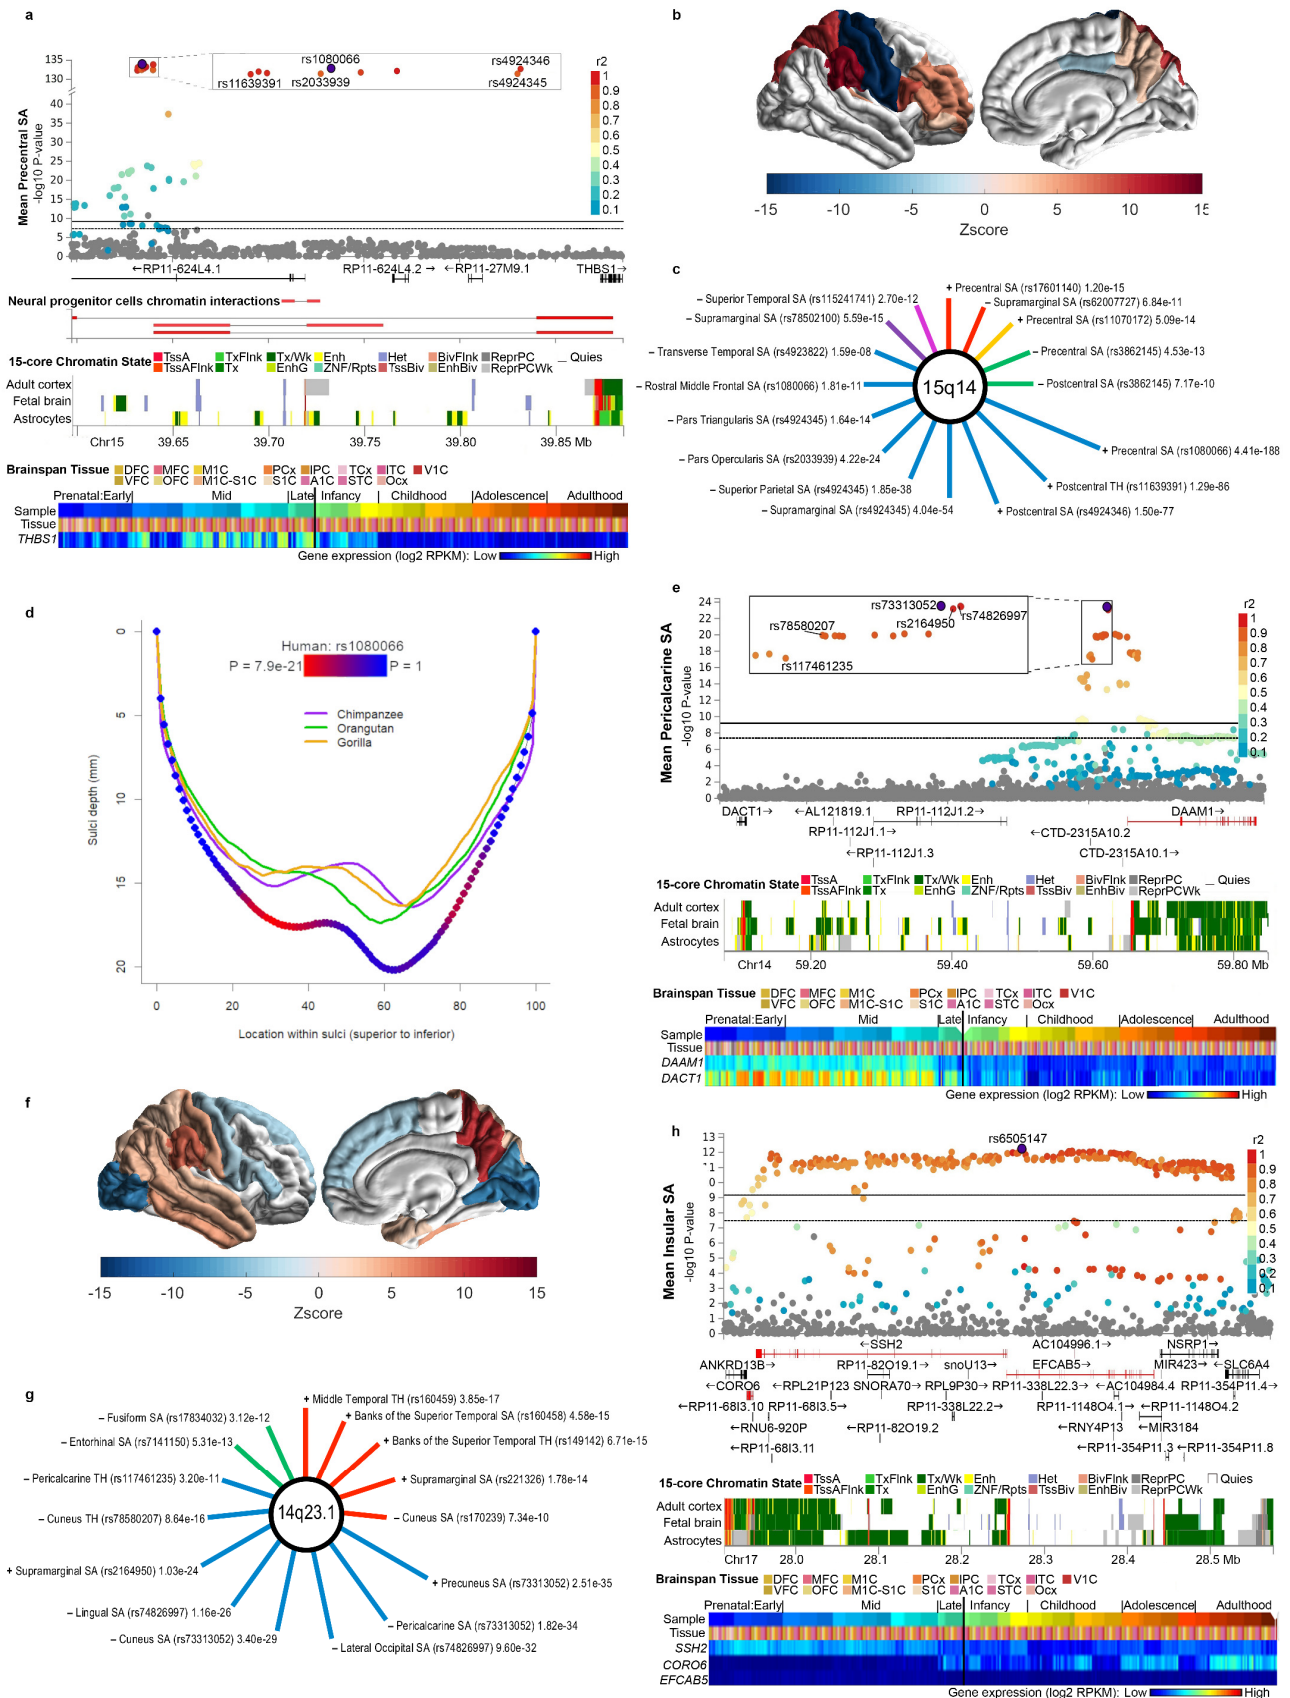 a
Mean Precentral SA
-log10 P-value
135
130
40
35
30
25
20
15
10
5
0
rs1080066
rs4924346
rs11639391
rs2033939
rs4924345
r2
1
0.9
0.8
0.7
0.6
0.5
0.4
0.3
0.2
0.1
←RP11-624L4.1
RP11-624L4.2 →
←RP11-27M9.1
THBS1→
Neural progenitor cells chromatin interactions
15-core Chromatin State
TssA
TxFlnk
Tx/Wk
Enh
Het
BivFlnk
ReprPC
Quies
TssAFlnk
Tx
EnhG
ZNF/Rpts
TssBiv
EnhBiv
ReprPCWk
Adult cortex
Fetal brain
Astrocytes
Chr15
39.65
39.70
39.75
39.80
39.85 Mb
Brainspan Tissue
DFC
MFC
M1C
PCx
IPC
TCx
ITC
V1C
VFC
OFC
M1C-S1C
S1C
A1C
STC
Ocx
Prenatal:Early|
Mid
|Late
Infancy
Childhood
|Adolescence|
Adulthood
Sample
Tissue
THBS1
Gene expression (log2 RPKM): Low
High
b
-15
-10
-5
0
5
10
15
Zscore
c
15q14
+ Precentral SA (rs17601140) 1.20e-15
− Superior Temporal SA (rs115241741) 2.70e-12
− Supramarginal SA (rs62007727) 6.84e-11
− Supramarginal SA (rs78502100) 5.59e-15
+ Precentral SA (rs11070172) 5.09e-14
− Transverse Temporal SA (rs4923822) 1.59e-08
− Precentral SA (rs3862145) 4.53e-13
− Rostral Middle Frontal SA (rs1080066) 1.81e-11
− Postcentral SA (rs3862145) 7.17e-10
− Pars Triangularis SA (rs4924345) 1.64e-14
+ Precentral SA (rs1080066) 4.41e-188
− Pars Opercularis SA (rs2033939) 4.22e-24
+ Postcentral TH (rs11639391) 1.29e-86
− Superior Parietal SA (rs4924345) 1.85e-38
− Supramarginal SA (rs4924345) 4.04e-54
+ Postcentral SA (rs4924346) 1.50e-77
d
Sulci depth (mm)
0
5
10
15
20
Human: rs1080066
P = 7.9e-21
P = 1
Chimpanzee
Orangutan
Gorilla
0
20
40
60
80
100
Location within sulci (superior to inferior)
e
Mean Pericalcarine SA
-log10 P-value
24
22
20
18
16
14
12
10
8
6
4
2
0
rs73313052
rs74826997
rs2164950
rs78580207
rs117461235
r2
1
0.9
0.8
0.7
0.6
0.5
0.4
0.3
0.2
0.1
DACT1→
←AL121819.1
RP11-112J1.2→
DAAM1→
RP11-112J1.1→
←CTD-2315A10.2
←RP11-112J1.3
CTD-2315A10.1→
15-core Chromatin State
TssA
TxFlnk
Tx/Wk
Enh
Het
BivFlnk
ReprPC
Quies
TssAFlnk
Tx
EnhG
ZNF/Rpts
TssBiv
EnhBiv
ReprPCWk
Adult cortex
Fetal brain
Astrocytes
Chr14
59.20
59.40
59.60
59.80 Mb
Brainspan Tissue
DFC
MFC
M1C
PCx
IPC
TCx
ITC
V1C
VFC
OFC
M1C-S1C
S1C
A1C
STC
Ocx
Prenatal:Early|
Mid
|Late
Infancy
Childhood
|Adolescence|
Adulthood
Sample
Tissue
DAAM1
DACT1
Gene expression (log2 RPKM): Low
High
f
-15
-10
-5
0
5
10
15
Zscore
g
14q23.1
+ Middle Temporal TH (rs160459) 3.85e-17
− Fusiform SA (rs17834032) 3.12e-12
+ Banks of the Superior Temporal SA (rs160458) 4.58e-15
− Entorhinal SA (rs7141150) 5.31e-13
+ Banks of the Superior Temporal TH (rs149142) 6.71e-15
− Pericalcarine TH (rs117461235) 3.20e-11
+ Supramarginal SA (rs221326) 1.78e-14
− Cuneus TH (rs78580207) 8.64e-16
− Cuneus SA (rs170239) 7.34e-10
+ Supramarginal SA (rs2164950) 1.03e-24
+ Precuneus SA (rs73313052) 2.51e-35
− Lingual SA (rs74826997) 1.16e-26
− Pericalcarine SA (rs73313052) 1.82e-34
− Cuneus SA (rs73313052) 3.40e-29
− Lateral Occipital SA (rs74826997) 9.60e-32
h
Mean Insular SA
-log10 P-value
13
12
11
0
9
8
7
6
5
4
3
2
1
0
rs6505147
r2
1
0.9
0.8
0.7
0.6
0.5
0.4
0.3
0.2
0.1
←SSH2
AC104996.1→
NSRP1→
ANKRD13B→
RP11-82O19.1→
snoU13→
EFCAB5→
MIR423→
←SLC6A4
←CORO6
←RPL21P123
SNORA70→
RPL9P30→
RP11-338L22.3→
←AC104984.4
RP11-354P11.4→
←RP11-68I3.10
RP11-68I3.5→
RP11-338L22.2→
RP11-1148O4.1→
←RP11-1148O4.2
←RNU6-920P
←RP11-82O19.2
←RNY4P13
←MIR3184
←RP11-68I3.11
←RP11-354P11.3
←RP11-354P11.8
15-core Chromatin State
TssA
TxFlnk
Tx/Wk
Enh
Het
BivFlnk
ReprPC
Quies
TssAFlnk
Tx
EnhG
ZNF/Rpts
TssBiv
EnhBiv
ReprPCWk
Adult cortex
Fetal brain
Astrocytes
Chr17
28.0
28.1
28.2
28.3
28.4
28.5 Mb
Brainspan Tissue
DFC
MFC
M1C
PCx
IPC
TCx
ITC
V1C
VFC
OFC
M1C-S1C
S1C
A1C
STC
Ocx
Prenatal:Early|
Mid
|Late
Infancy
Childhood
|Adolescence|
Adulthood
Sample
Tissue
SSH2
CORO6
EFCAB5
Gene expression (log2 RPKM): Low
High